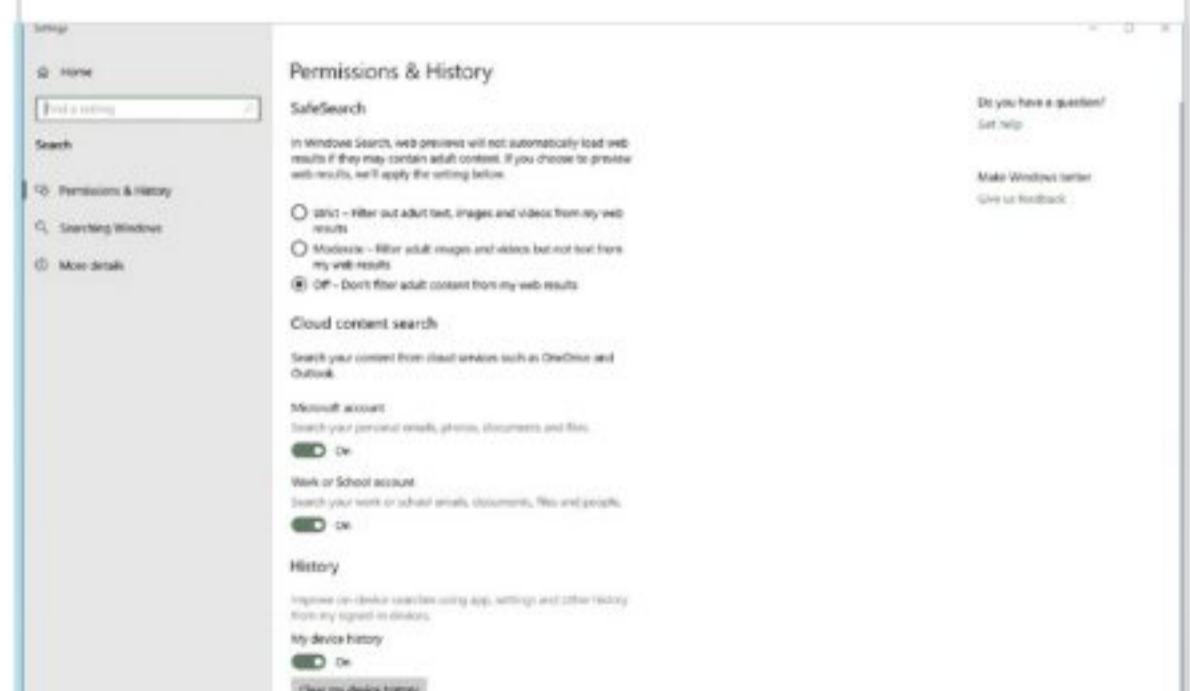 Settings
Home
Find a setting
Search
Permissions & History
Searching Windows
More details
Permissions & History
SafeSearch
In Windows Search, web previews will not automatically load web
results if they may contain adult content. If you choose to preview
web results, we'll apply the setting below.
Strict – Filter out adult text, images and videos from my web
results
Moderate – Filter adult images and videos but not text from
my web results
Off – Don't filter adult content from my web results
Cloud content search
Search your content from cloud services such as OneDrive and
Outlook.
Microsoft account
Search your personal emails, photos, documents and files.
On
Work or School account
Search your work or school emails, documents, files and people.
On
History
Improve on-device searches using app, settings and other history
from my signed-in devices.
My device history
On
Clear my device history
Do you have a question?
Get help
Make Windows better
Give us feedback